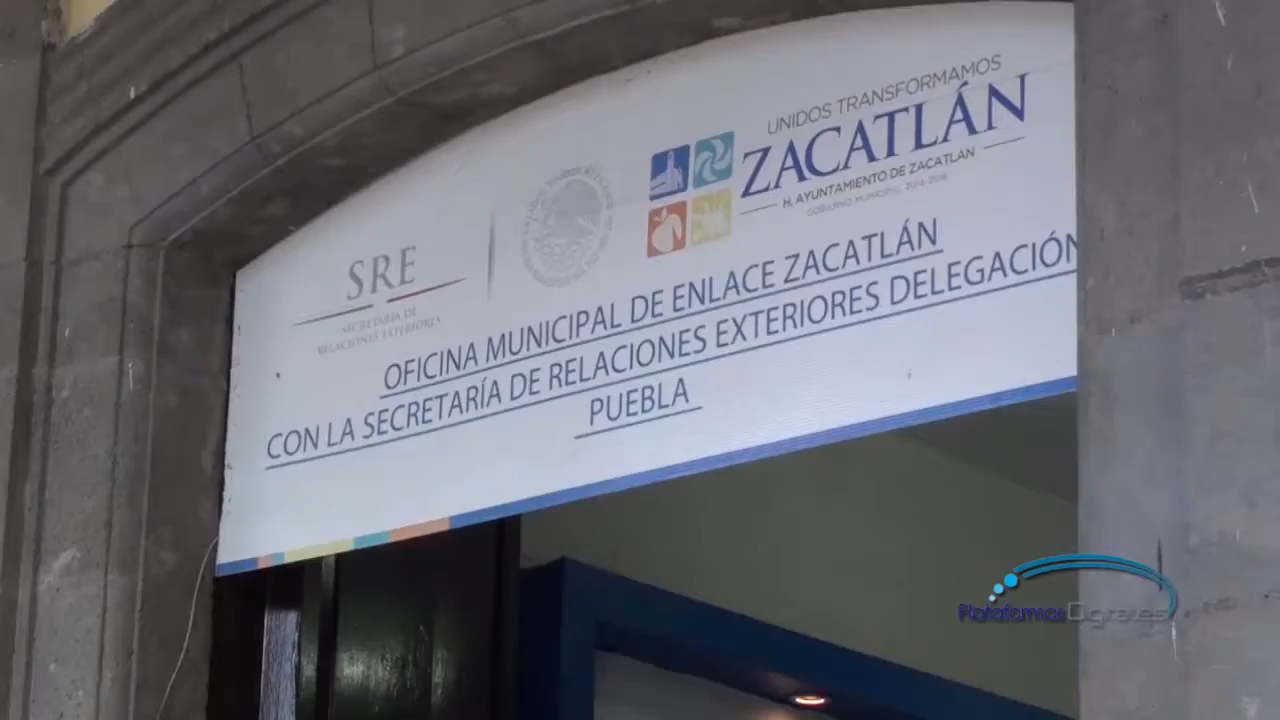 UNIDOS TRANSFORMAMOS
ZACATLÁN
H. AYUNTAMIENTO DE ZACATLÁN
GOBIERNO MUNICIPAL 2014-2018
SRE
SECRETARÍA DE
RELACIONES EXTERIORES
OFICINA MUNICIPAL DE ENLACE ZACATLÁN
CON LA SECRETARÍA DE RELACIONES EXTERIORES DELEGACIÓN
PUEBLA
Plataformas Digitales